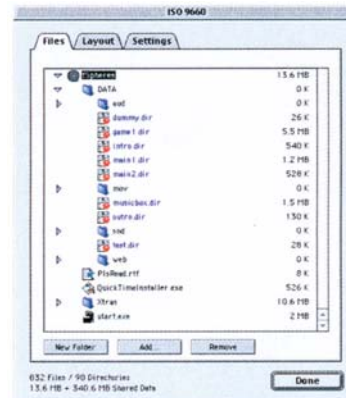 ISO 9660
Files Layout Settings
13.6 MB
DATA 0 K
0 K
dummy.dir 26 K
game1.dir 5.5 MB
intro.dir 540 K
main1.dir 1.2 MB
main2.dir 528 K
mov 0 K
musicbox.dir 1.5 MB
outro.dir 130 K
snd 0 K
test.dir 28 K
web 0 K
PlsRead.rtf 8 K
QuickTimeInstaller.exe 526 K
Xtras 10.6 MB
start.exe 2 MB
New Folder Add... Remove
632 Files / 90 Directories
13.6 MB + 340.6 MB Shared Data
Done